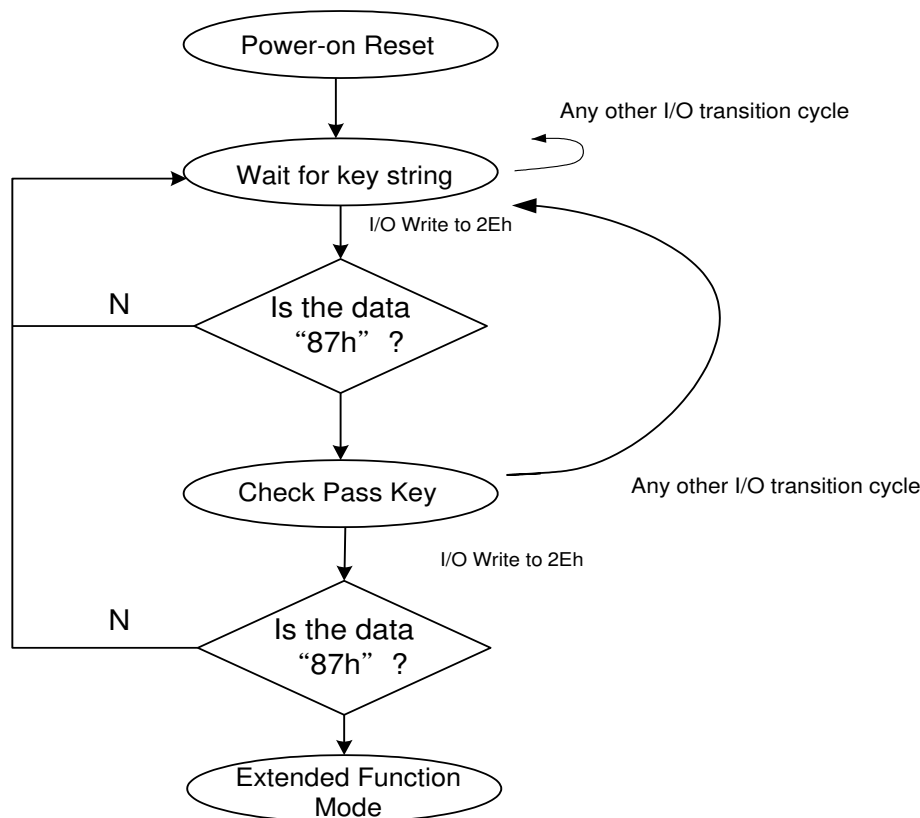 Power-on Reset
Any other I/O transition cycle
Wait for key string
I/O Write to 2Eh
N
Is the data
“87h” ?
Check Pass Key
Any other I/O transition cycle
I/O Write to 2Eh
N
Is the data
“87h” ?
Extended Function
Mode